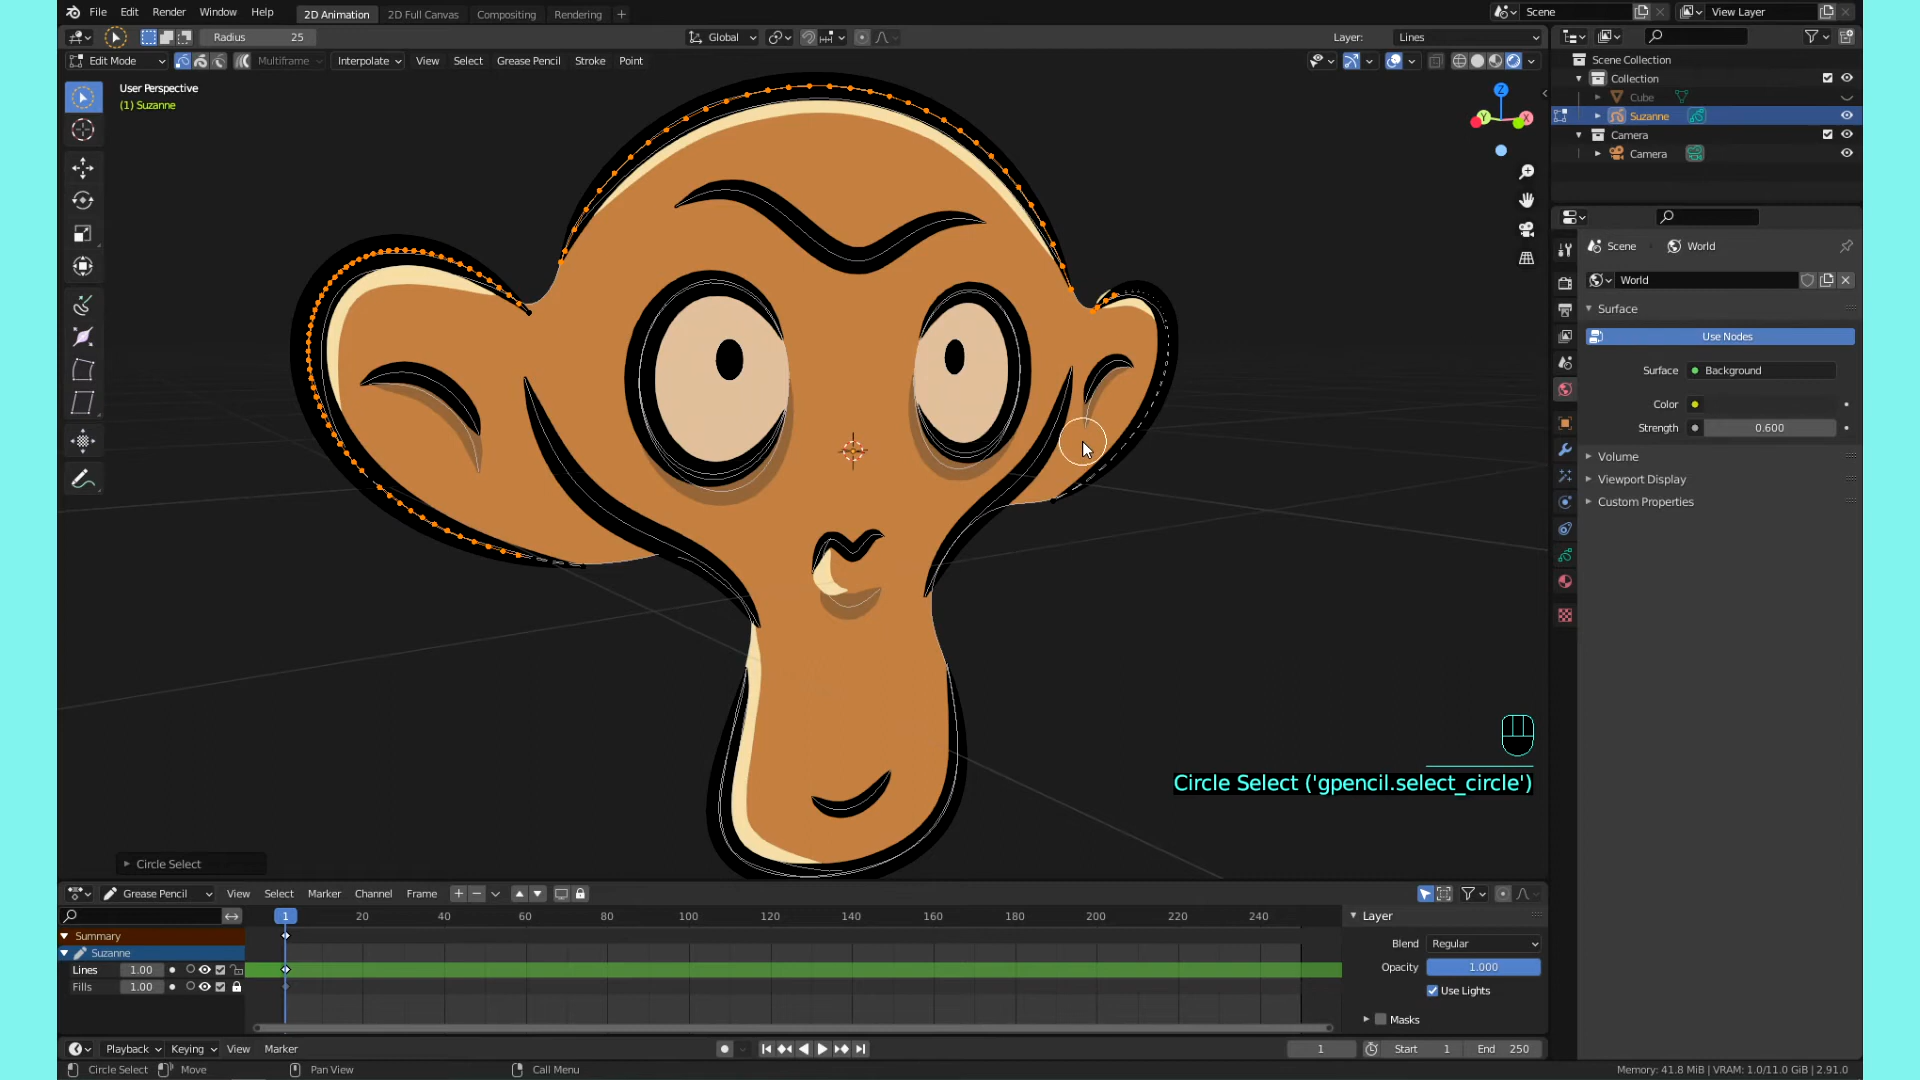 File Edit Render Window Help 2D Animation 2D Full Canvas Compositing Rendering + Scene View Layer
Radius 25 Global Layer: Lines
Edit Mode Multiframe Interpolate View Select Grease Pencil Stroke Point
User Perspective
(1) Suzanne
Z
Y
X
Scene Collection
Collection
Cube
Suzanne
Camera
Camera
Scene World
World
Surface
Use Nodes
Surface Background
Color
Strength 0.600
Volume
Viewport Display
Custom Properties
Circle Select ('gpencil.select_circle')
Circle Select
Grease Pencil View Select Marker Channel Frame
1 20 40 60 80 100 120 140 160 180 200 220 240
Summary
Suzanne
Lines 1.00
Fills 1.00
Layer
Blend Regular
Opacity 1.000
Use Lights
Masks
Playback Keying View Marker 1 Start 1 End 250
Circle Select Move Pan View Call Menu Memory: 41.8 MiB | VRAM: 1.0/11.0 GiB | 2.91.0